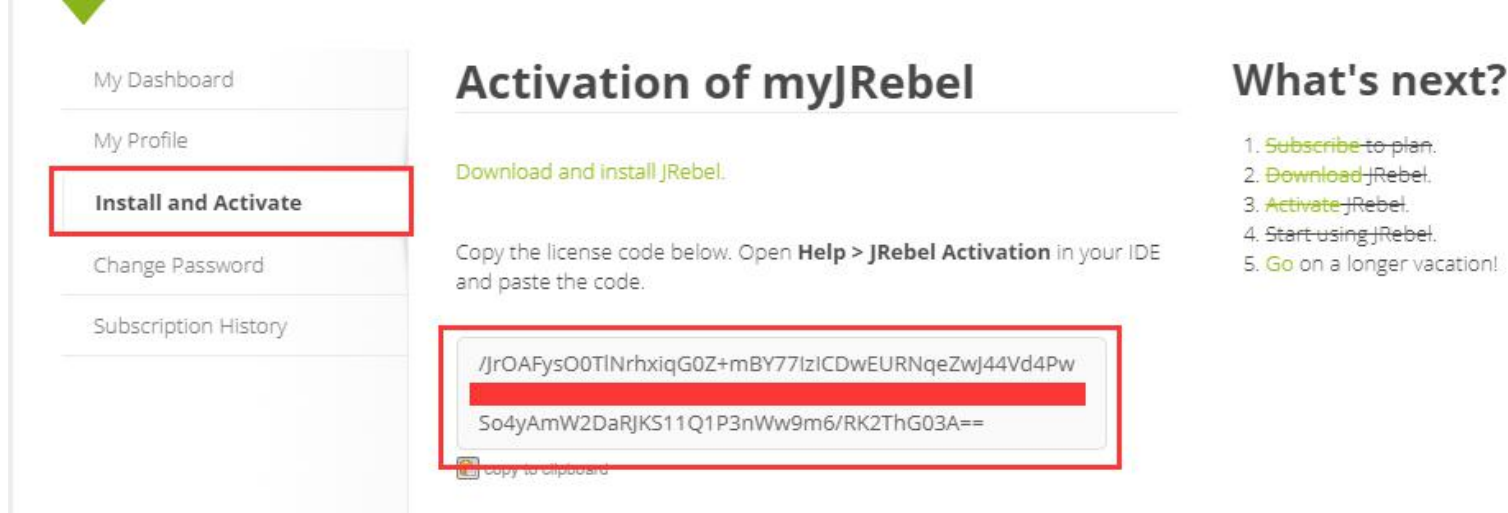 My Dashboard
My Profile
Install and Activate
Change Password
Subscription History
Activation of myJRebel
Download and install JRebel.
Copy the license code below. Open Help > JRebel Activation in your IDE
and paste the code.
/JrOAFysO0TlNrhxiqG0Z+mBY77IzICDwEURNqeZwJ44Vd4Pw
So4yAmW2DaRJKS11Q1P3nWw9m6/RK2ThG03A==
copy to clipboard
What's next?
1. Subscribe to plan.
2. Download JRebel.
3. Activate JRebel.
4. Start using JRebel.
5. Go on a longer vacation!